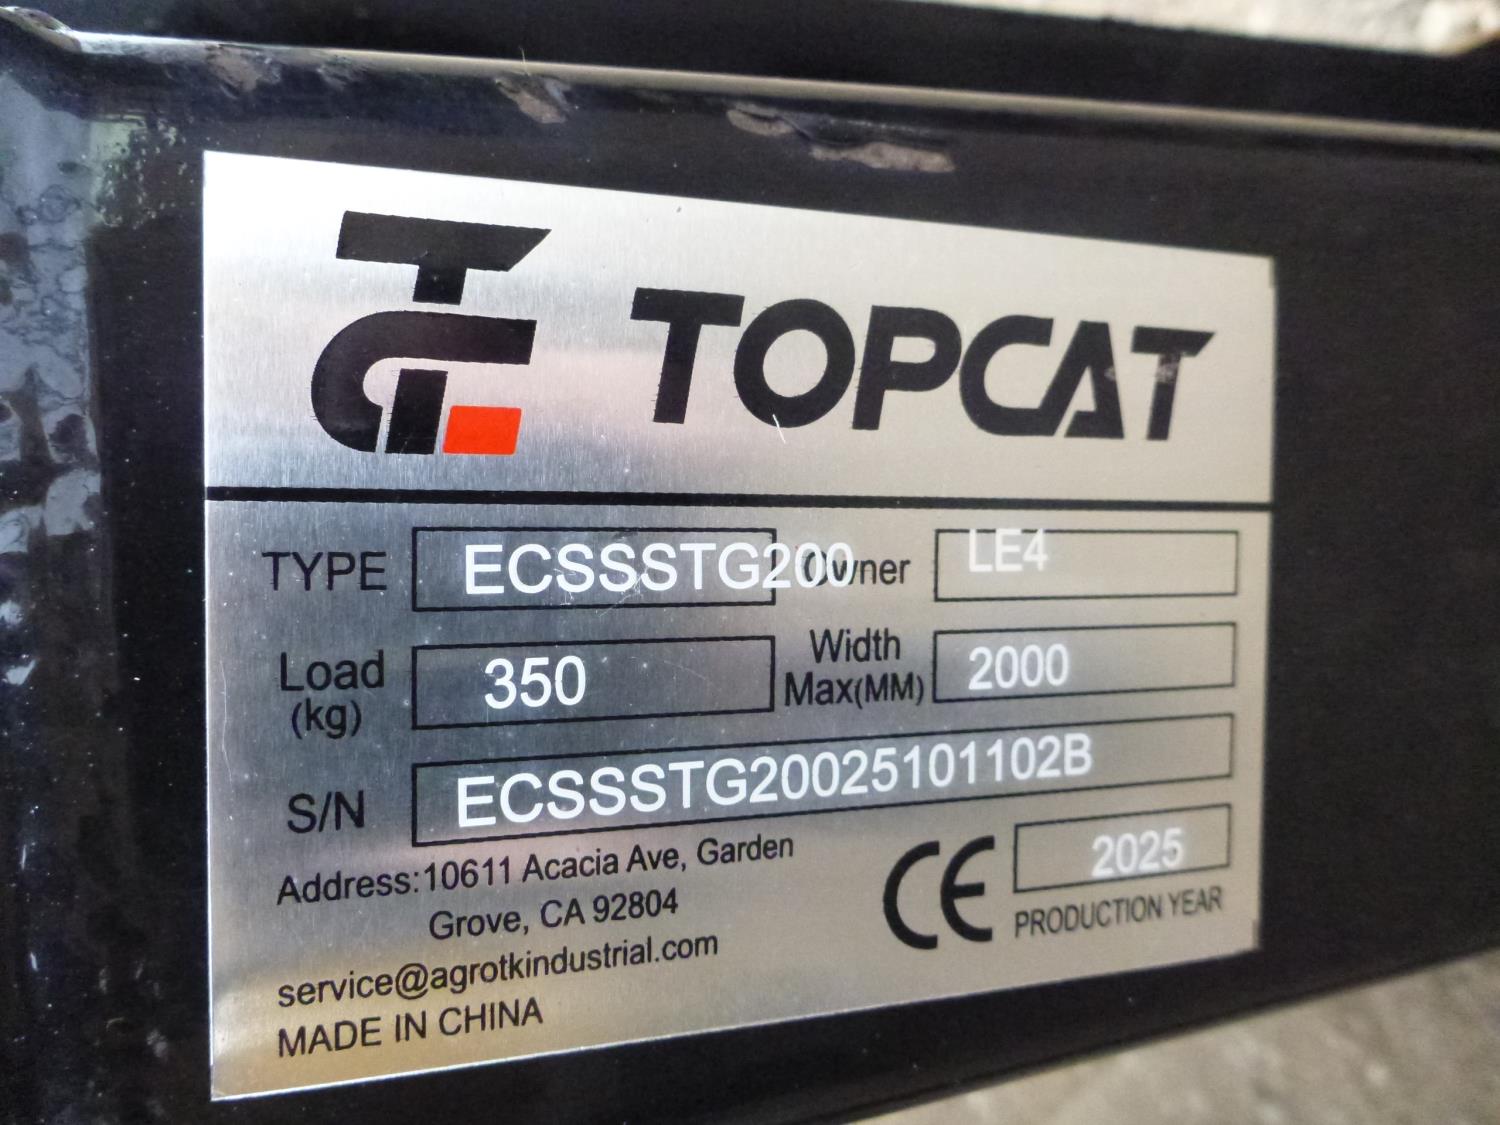 TOPCAT
TYPE ECSSSTG200 Owner LE4
Load (kg) 350 Width Max(MM) 2000
S/N ECSSSTG20025101102B
Address:10611 Acacia Ave, Garden
Grove, CA 92804
service@agrotkindustrial.com
MADE IN CHINA
CE 2025
PRODUCTION YEAR